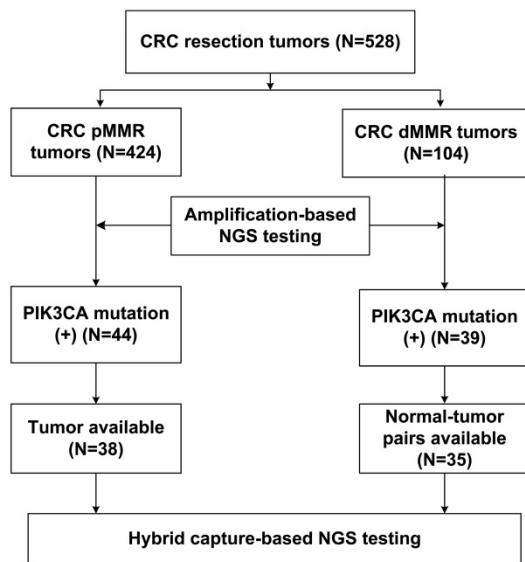 CRC resection tumors (N=528)
CRC pMMR
tumors (N=424)
CRC dMMR tumors
(N=104)
Amplification-based
NGS testing
PIK3CA mutation
(+) (N=44)
PIK3CA mutation
(+) (N=39)
Tumor available
(N=38)
Normal-tumor
pairs available
(N=35)
Hybrid capture-based NGS testing